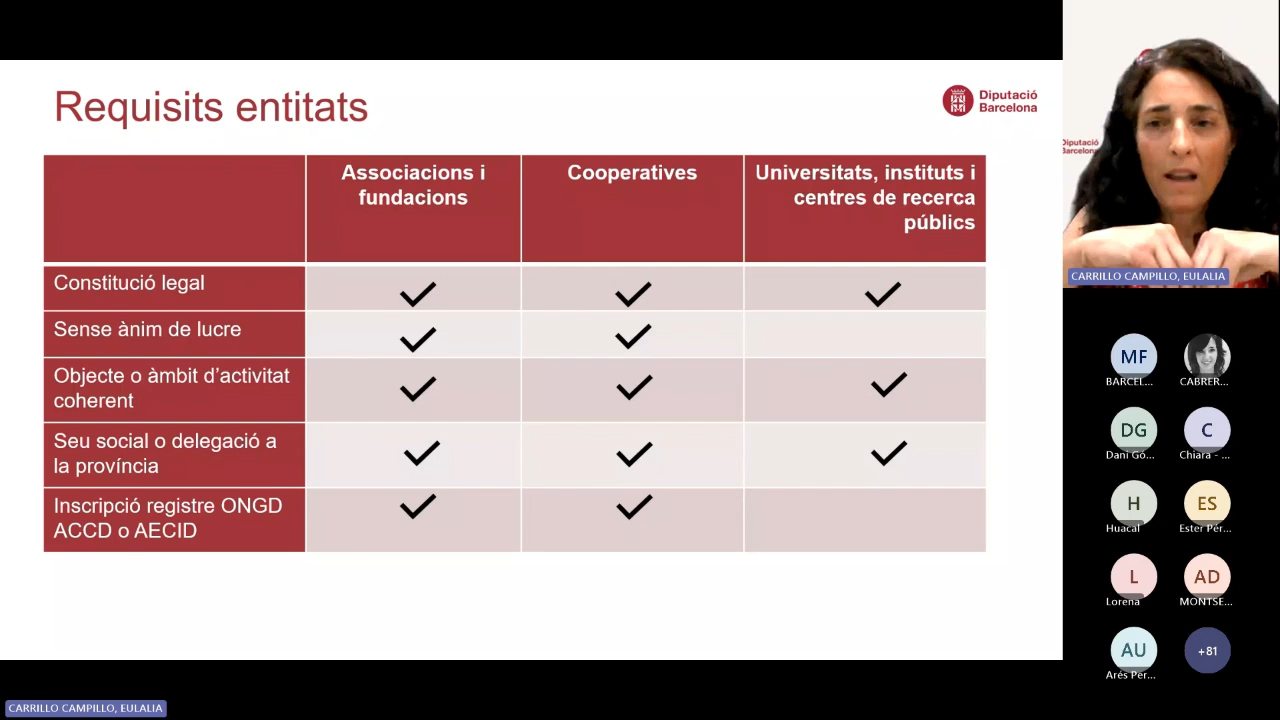 Requisits entitats
Diputació
Barcelona
Associacions i
fundacions
Cooperatives
Universitats, instituts i
centres de recerca
públics
Constitució legal
Sense ànim de lucre
Objecte o àmbit d'activitat
coherent
Seu social o delegació a
la província
Inscripció registre ONGD
ACCD o AECID
Diputació
Barcelona
CARRILLO CAMPILLO, EULALIA
MF
BARCEL...
CABRER...
DG
Dani Gó...
C
Chiara - ...
H
Huacal
ES
Ester Pér...
L
Lorena
AD
MONTSE...
AU
Arés Per...
+81
CARRILLO CAMPILLO, EULALIA